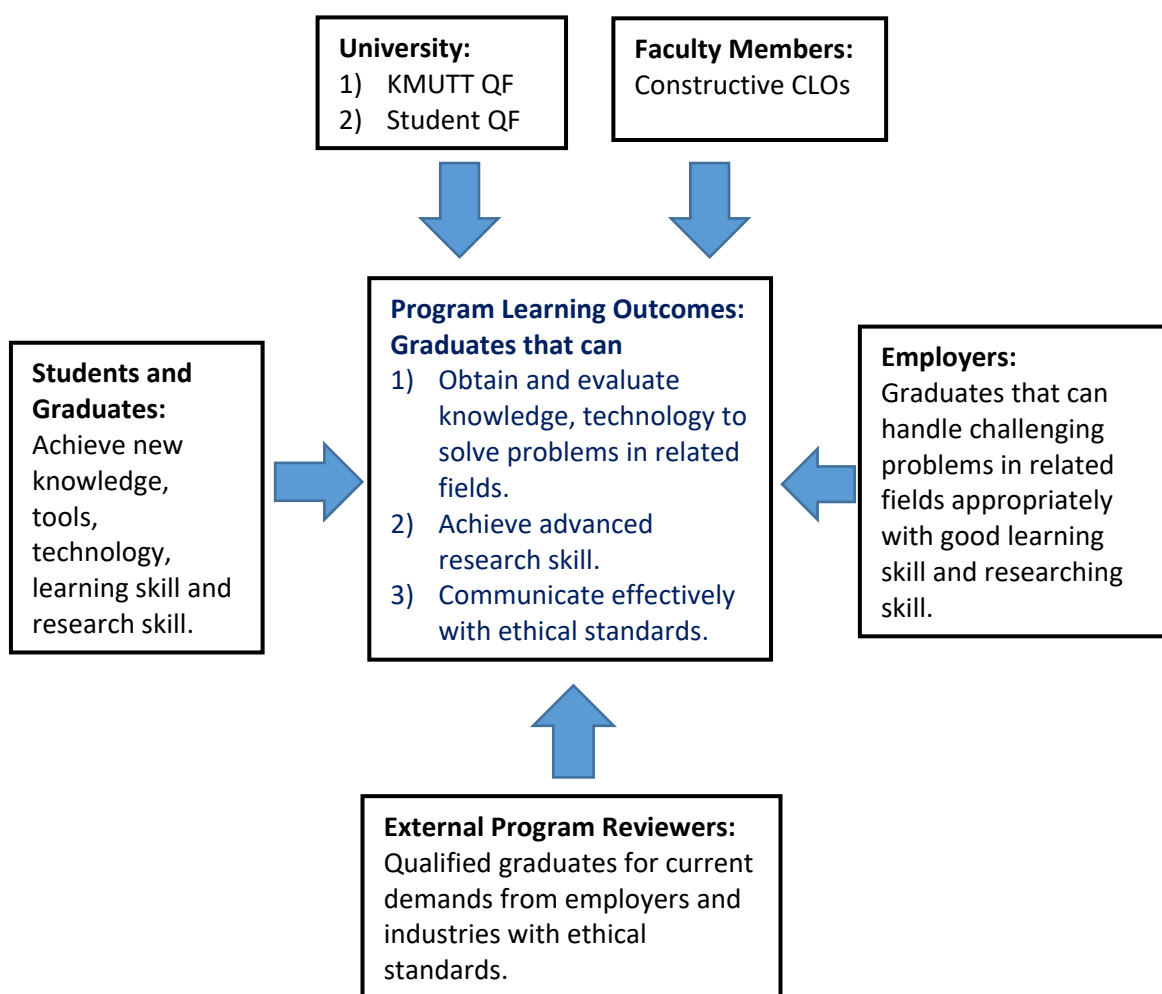 University:
1) KMUTT QF
2) Student QF
Faculty Members:
Constructive CLOs
Program Learning Outcomes:
Graduates that can
1) Obtain and evaluate
knowledge, technology to
solve problems in related
fields.
2) Achieve advanced
research skill.
3) Communicate effectively
with ethical standards.
Students and
Graduates:
Achieve new
knowledge,
tools,
technology,
learning skill and
research skill.
Employers:
Graduates that can
handle challenging
problems in related
fields appropriately
with good learning
skill and researching
skill.
External Program Reviewers:
Qualified graduates for current
demands from employers and
industries with ethical
standards.